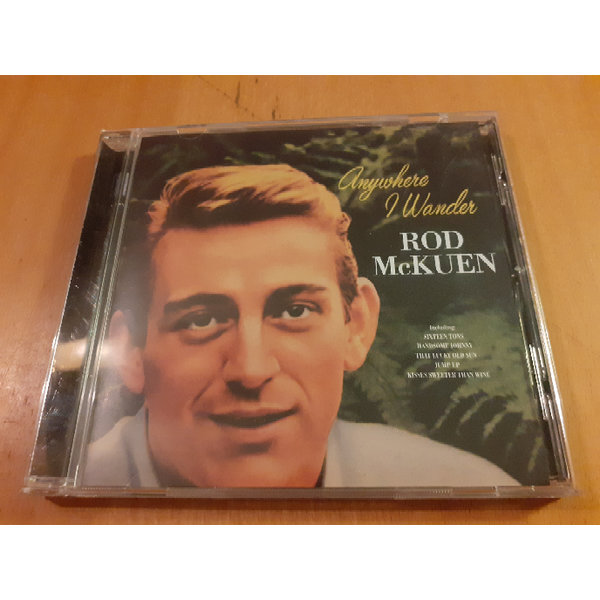 Anywhere
I Wander
ROD
McKUEN
Including:
SIXTEEN TONS
HANDSOME JOHNNY
THAT LUCKY OLD SUN
JUMP UP
KISSES SWEETER THAN WINE